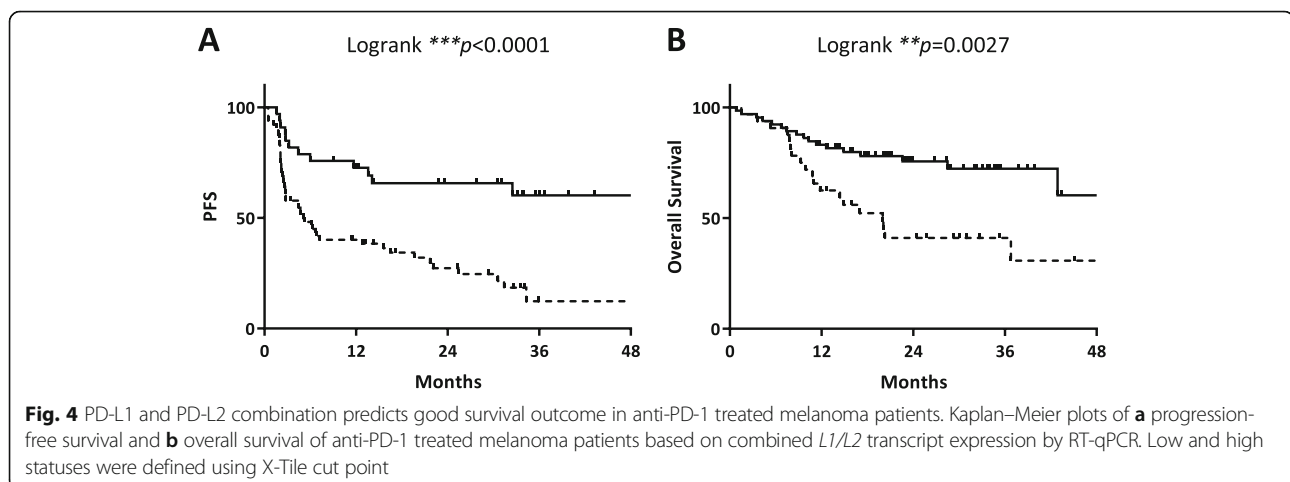 A
Logrank ***p<0.0001
PFS
100
50
0
0 12 24 36 48
Months
B
Logrank **p=0.0027
Overall Survival
100
50
0
0 12 24 36 48
Months
Fig. 4 PD-L1 and PD-L2 combination predicts good survival outcome in anti-PD-1 treated melanoma patients. Kaplan–Meier plots of a progression-
free survival and b overall survival of anti-PD-1 treated melanoma patients based on combined L1/L2 transcript expression by RT-qPCR. Low and high
statuses were defined using X-Tile cut point